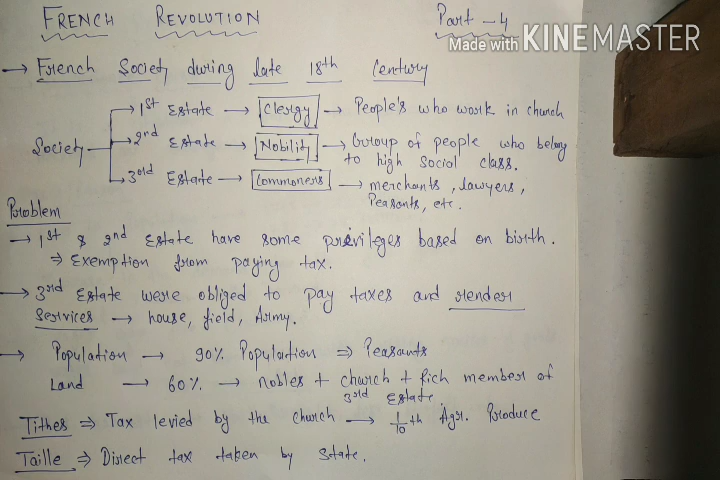 FRENCH REVOLUTION Part - 4
Made with KINEMASTER
→ French Society during late 18th Century
Society
→ 1st Estate → Clergy → People's who work in church
→ 2nd Estate → Nobility → Group of people who belong to high social class.
→ 3rd Estate → Commoners → merchants, lawyers, Peasants, etc.
Problem
→ 1st & 2nd Estate have some previleges based on birth.
⇒ Exemption from paying tax.
→ 3rd Estate were obliged to pay taxes and render
Services → house, field, Army.
→ Population → 90% Population ⇒ Peasants
Land → 60% → nobles + church + Rich member of
3rd Estate
Tithes ⇒ Tax levied by the church → 1/10th Agr. Produce
Taille ⇒ Direct tax taken by State.